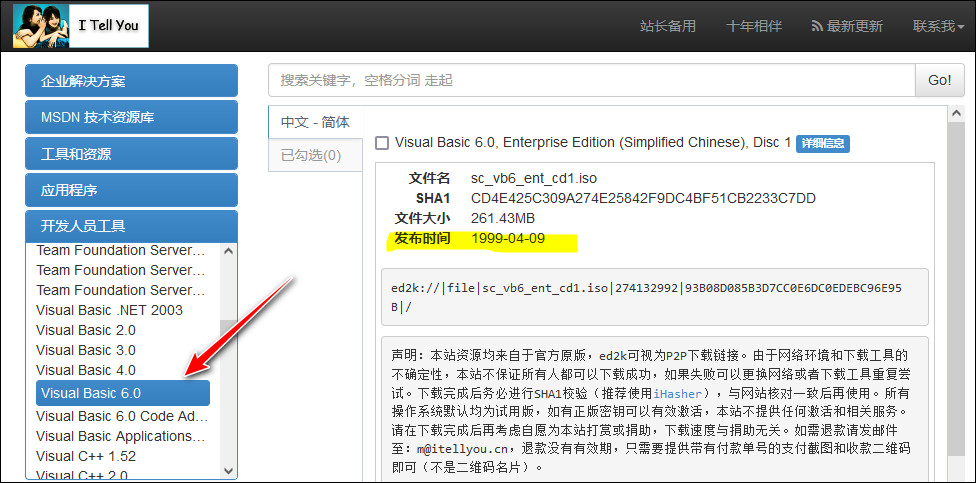 I Tell You
站长备用
十年相伴
最新更新
联系我
企业解决方案
MSDN 技术资源库
工具和资源
应用程序
开发人员工具
Team Foundation Server…
Team Foundation Server…
Team Foundation Server…
Visual Basic .NET 2003
Visual Basic 2.0
Visual Basic 3.0
Visual Basic 4.0
Visual Basic 6.0
Visual Basic 6.0 Code Ad…
Visual Basic Applications…
Visual C++ 1.52
Visual C++ 2.0
搜索关键字，空格分词 走起
Go!
中文 - 简体
已勾选(0)
Visual Basic 6.0, Enterprise Edition (Simplified Chinese), Disc 1 详细信息
文件名 sc_vb6_ent_cd1.iso
SHA1 CD4E425C309A274E25842F9DC4BF51CB2233C7DD
文件大小 261.43MB
发布时间 1999-04-09
ed2k://|file|sc_vb6_ent_cd1.iso|274132992|93B08D085B3D7CC0E6DC0EDEBC96E95
B|/
声明：本站资源均来自于官方原版，ed2k可视为P2P下载链接。由于网络环境和下载工具的
不确定性，本站不保证所有人都可以下载成功，如果失败可以更换网络或者下载工具重复尝
试。下载完成后务必进行SHA1校验（推荐使用iHasher），与网站核对一致后再使用。所有
操作系统默认均为试用版，如有正版密钥可以有效激活，本站不提供任何激活和相关服务。
请在下载完成后再考虑自愿为本站打赏或捐助，下载速度与捐助无关。如需退款请发邮件
至：m@itellyou.cn，退款没有有效期，只需要提供带有付款单号的支付截图和收款二维码
即可（不是二维码名片）。